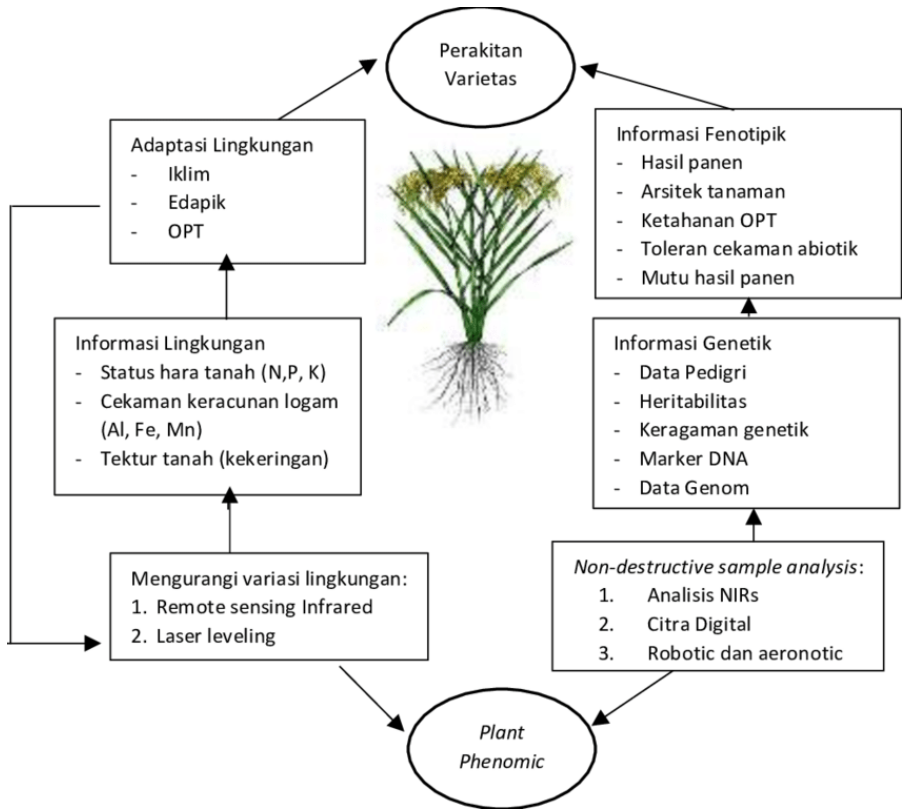 Perakitan
Varietas
Adaptasi Lingkungan
- Iklim
- Edapik
- OPT
Informasi Fenotipik
- Hasil panen
- Arsitek tanaman
- Ketahanan OPT
- Toleran cekaman abiotik
- Mutu hasil panen
Informasi Lingkungan
- Status hara tanah (N,P, K)
- Cekaman keracunan logam
(Al, Fe, Mn)
- Tektur tanah (kekeringan)
Informasi Genetik
- Data Pedigri
- Heritabilitas
- Keragaman genetik
- Marker DNA
- Data Genom
Mengurangi variasi lingkungan:
1. Remote sensing Infrared
2. Laser leveling
Non-destructive sample analysis:
1. Analisis NIRs
2. Citra Digital
3. Robotic dan aeronotic
Plant
Phenomic